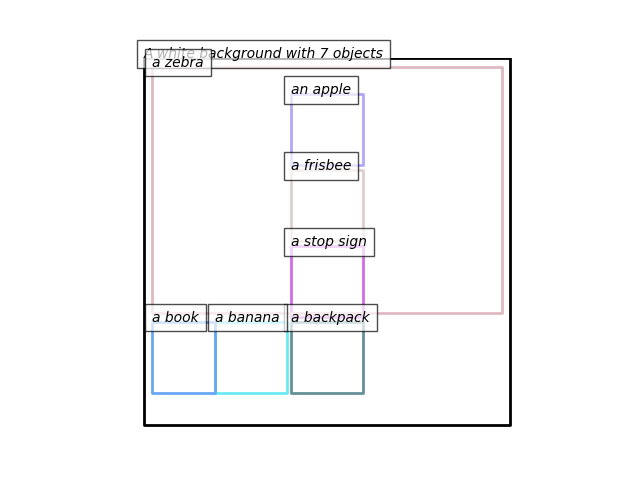 A white background with 7 objects
a zebra
an apple
a frisbee
a stop sign
a book
a banana
a backpack